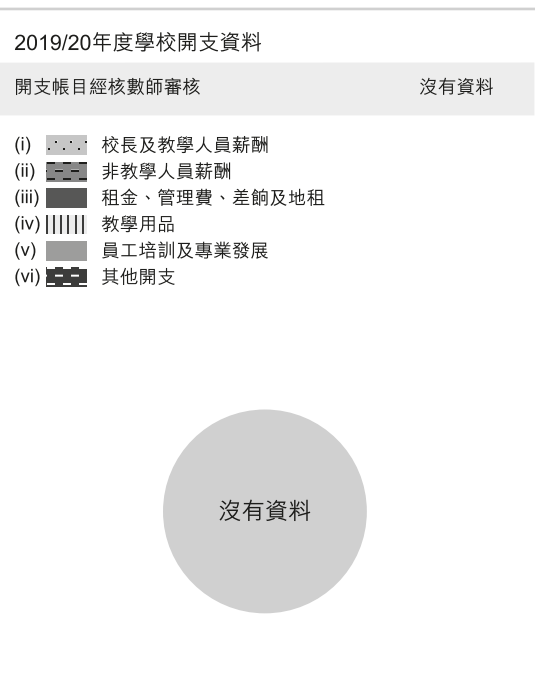 2019/20年度學校開支資料
開支帳目經核數師審核 沒有資料
(i) 校長及教學人員薪酬
(ii) 非教學人員薪酬
(iii) 租金、管理費、差餉及地租
(iv) 教學用品
(v) 員工培訓及專業發展
(vi) 其他開支
沒有資料